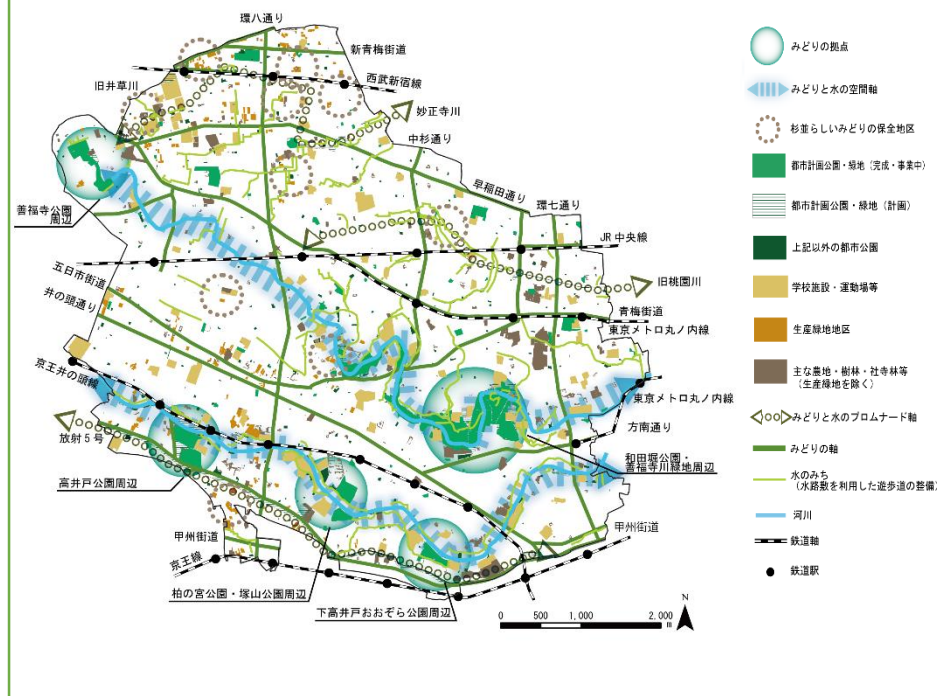 環八通り
新青梅街道
西武新宿線
旧井草川
妙正寺川
中杉通り
早稲田通り
環七通り
善福寺公園
周辺
JR中央線
五日市街道
旧桃園川
井の頭通り
青梅街道
東京メトロ丸ノ内線
京王井の頭線
東京メトロ丸ノ内線
放射5号
方南通り
和田堀公園・
善福寺川緑地周辺
高井戸公園周辺
甲州街道
甲州街道
京王線
柏の宮公園・塚山公園周辺
下高井戸おおぞら公園周辺
0 500 1,000 2,000
m
N
みどりの拠点
みどりと水の空間軸
杉並らしいみどりの保全地区
都市計画公園・緑地（完成・事業中）
都市計画公園・緑地（計画）
上記以外の都市公園
学校施設・運動場等
生産緑地地区
主な農地・樹林・社寺林等
（生産緑地を除く）
みどりと水のプロムナード軸
みどりの軸
水のみち
（水路敷を利用した遊歩道の整備）
河川
鉄道軸
鉄道駅